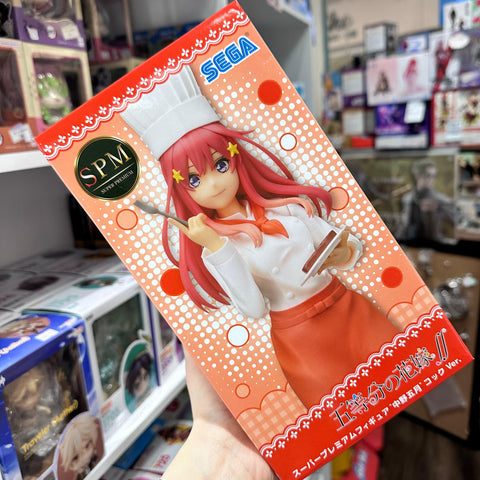 SEGA
SPM
SUPER PREMIUM
五等分の花嫁∬
スーパープレミアムフィギュア “中野五月” コック Ver.
Traveler